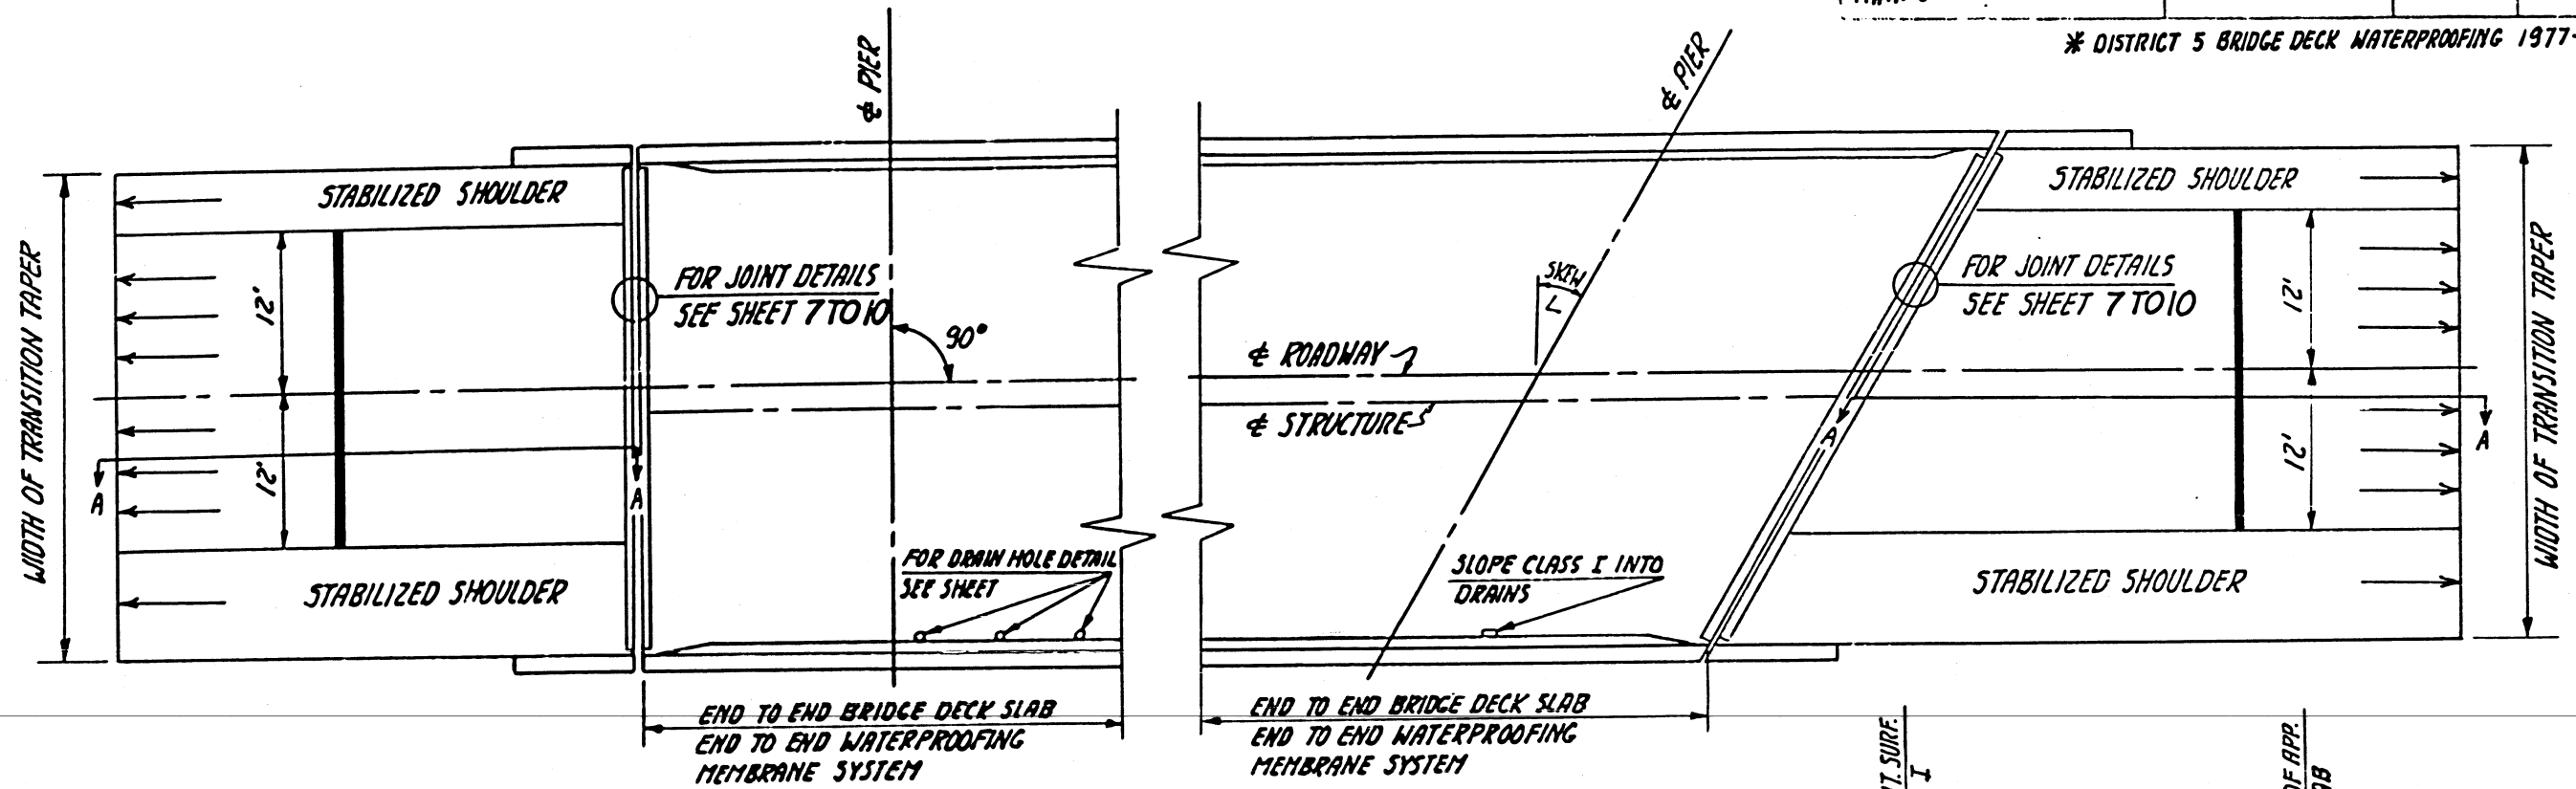 * DISTRICT 5 BRIDGE DECK WATERPROOFING 1977-
℄ PIER
℄ PIER
STABILIZED SHOULDER
STABILIZED SHOULDER
WIDTH OF TRANSITION TAPER
12'
12'
FOR JOINT DETAILS
SEE SHEET 7 TO 10
90°
SKEW
L
FOR JOINT DETAILS
SEE SHEET 7 TO 10
12'
12'
WIDTH OF TRANSITION TAPER
℄ ROADWAY
℄ STRUCTURE
A
A
A
A
STABILIZED SHOULDER
FOR DRAIN HOLE DETAIL
SEE SHEET
SLOPE CLASS I INTO
DRAINS
STABILIZED SHOULDER
END TO END BRIDGE DECK SLAB
END TO END WATERPROOFING
MEMBRANE SYSTEM
END TO END BRIDGE DECK SLAB
END TO END WATERPROOFING
MEMBRANE SYSTEM
SURF.
I
OF APP.